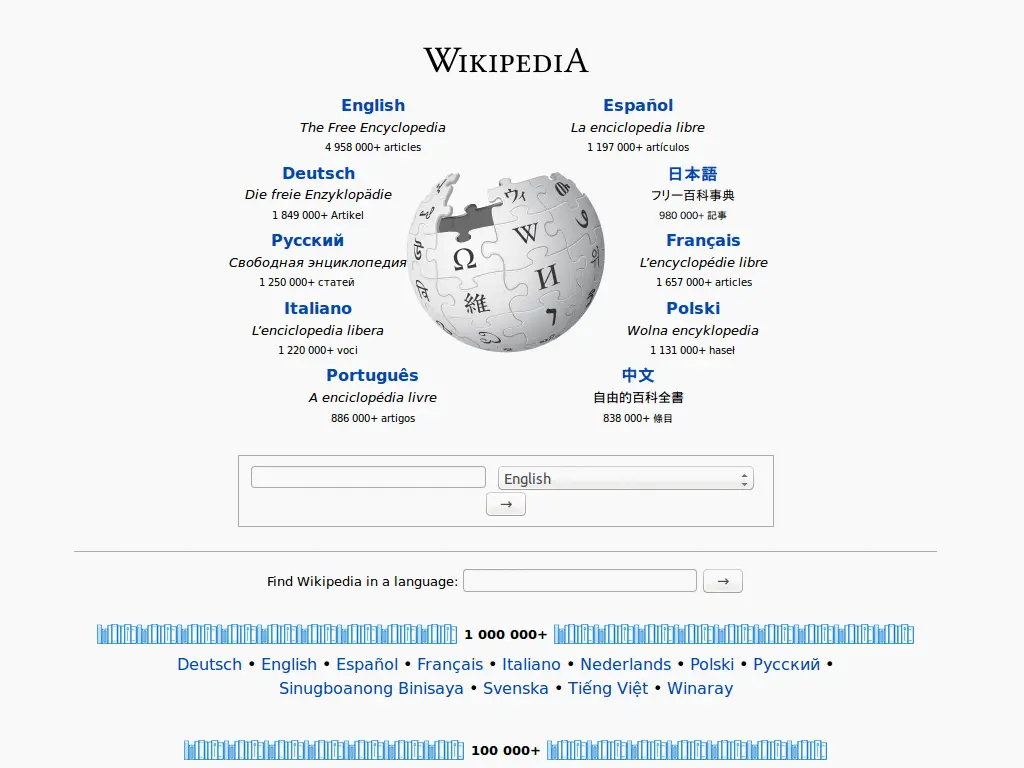 WIKIPEDIA
English
The Free Encyclopedia
4 958 000+ articles
Español
La enciclopedia libre
1 197 000+ artículos
Deutsch
Die freie Enzyklopädie
1 849 000+ Artikel
日本語
フリー百科事典
980 000+ 記事
Русский
Свободная энциклопедия
1 250 000+ статей
Français
L'encyclopédie libre
1 657 000+ articles
Italiano
L'enciclopedia libera
1 220 000+ voci
Polski
Wolna encyklopedia
1 131 000+ haseł
Português
A enciclopédia livre
886 000+ artigos
中文
自由的百科全書
838 000+ 條目
Ω
W
И
維
ウィ
7
English
→
Find Wikipedia in a language:
→
1 000 000+
Deutsch • English • Español • Français • Italiano • Nederlands • Polski • Русский •
Sinugboanong Binisaya • Svenska • Tiếng Việt • Winaray
100 000+